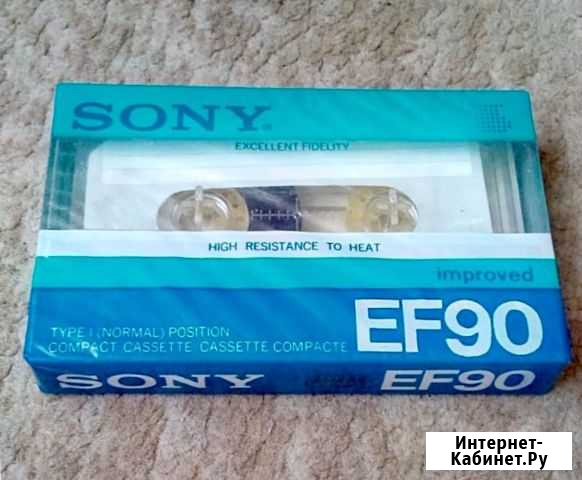 SONY®
EXCELLENT FIDELITY
HIGH RESISTANCE TO HEAT
improved
TYPE I (NORMAL) POSITION
COMPACT CASSETTE CASSETTE COMPACTE
EF90
SONY
EF90
Интернет-
Кабинет.Ру